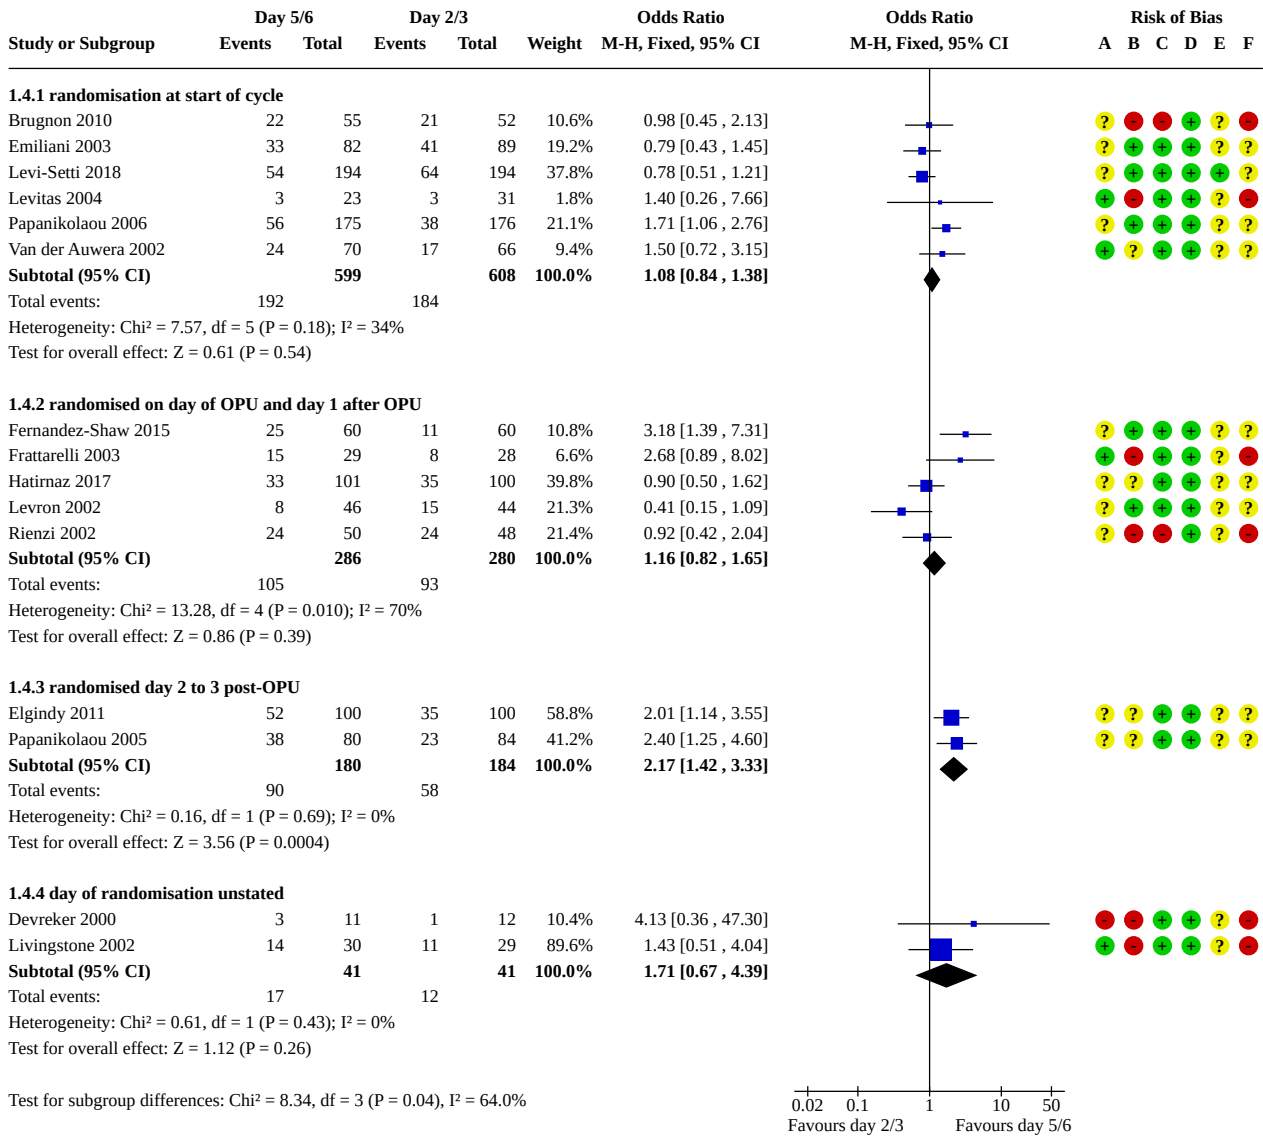 Day 5/6 Day 2/3 Odds Ratio Odds Ratio Risk of Bias
Study or Subgroup Events Total Events Total Weight M-H, Fixed, 95% CI M-H, Fixed, 95% CI A B C D E F
1.4.1 randomisation at start of cycle
Brugnon 2010 22 55 21 52 10.6% 0.98 [0.45 , 2.13] ? - - + ? -
Emiliani 2003 33 82 41 89 19.2% 0.79 [0.43 , 1.45] ? + + + ? ?
Levi-Setti 2018 54 194 64 194 37.8% 0.78 [0.51 , 1.21] ? + + + + ?
Levitas 2004 3 23 3 31 1.8% 1.40 [0.26 , 7.66] + - + + ? -
Papanikolaou 2006 56 175 38 176 21.1% 1.71 [1.06 , 2.76] ? + + + ? ?
Van der Auwera 2002 24 70 17 66 9.4% 1.50 [0.72 , 3.15] + ? + + ? ?
Subtotal (95% CI) 599 608 100.0% 1.08 [0.84 , 1.38]
Total events: 192 184
Heterogeneity: Chi² = 7.57, df = 5 (P = 0.18); I² = 34%
Test for overall effect: Z = 0.61 (P = 0.54)
1.4.2 randomised on day of OPU and day 1 after OPU
Fernandez-Shaw 2015 25 60 11 60 10.8% 3.18 [1.39 , 7.31] ? + + + ? ?
Frattarelli 2003 15 29 8 28 6.6% 2.68 [0.89 , 8.02] + - + + ? -
Hatirnaz 2017 33 101 35 100 39.8% 0.90 [0.50 , 1.62] ? ? + + ? ?
Levron 2002 8 46 15 44 21.3% 0.41 [0.15 , 1.09] ? + + + ? ?
Rienzi 2002 24 50 24 48 21.4% 0.92 [0.42 , 2.04] ? - - + ? -
Subtotal (95% CI) 286 280 100.0% 1.16 [0.82 , 1.65]
Total events: 105 93
Heterogeneity: Chi² = 13.28, df = 4 (P = 0.010); I² = 70%
Test for overall effect: Z = 0.86 (P = 0.39)
1.4.3 randomised day 2 to 3 post-OPU
Elgindy 2011 52 100 35 100 58.8% 2.01 [1.14 , 3.55] ? ? + + ? ?
Papanikolaou 2005 38 80 23 84 41.2% 2.40 [1.25 , 4.60] ? ? + + ? ?
Subtotal (95% CI) 180 184 100.0% 2.17 [1.42 , 3.33]
Total events: 90 58
Heterogeneity: Chi² = 0.16, df = 1 (P = 0.69); I² = 0%
Test for overall effect: Z = 3.56 (P = 0.0004)
1.4.4 day of randomisation unstated
Devreker 2000 3 11 1 12 10.4% 4.13 [0.36 , 47.30] - - + + ? -
Livingstone 2002 14 30 11 29 89.6% 1.43 [0.51 , 4.04] + - + + ? -
Subtotal (95% CI) 41 41 100.0% 1.71 [0.67 , 4.39]
Total events: 17 12
Heterogeneity: Chi² = 0.61, df = 1 (P = 0.43); I² = 0%
Test for overall effect: Z = 1.12 (P = 0.26)
Test for subgroup differences: Chi² = 8.34, df = 3 (P = 0.04), I² = 64.0%
0.02 0.1 1 10 50
Favours day 2/3 Favours day 5/6